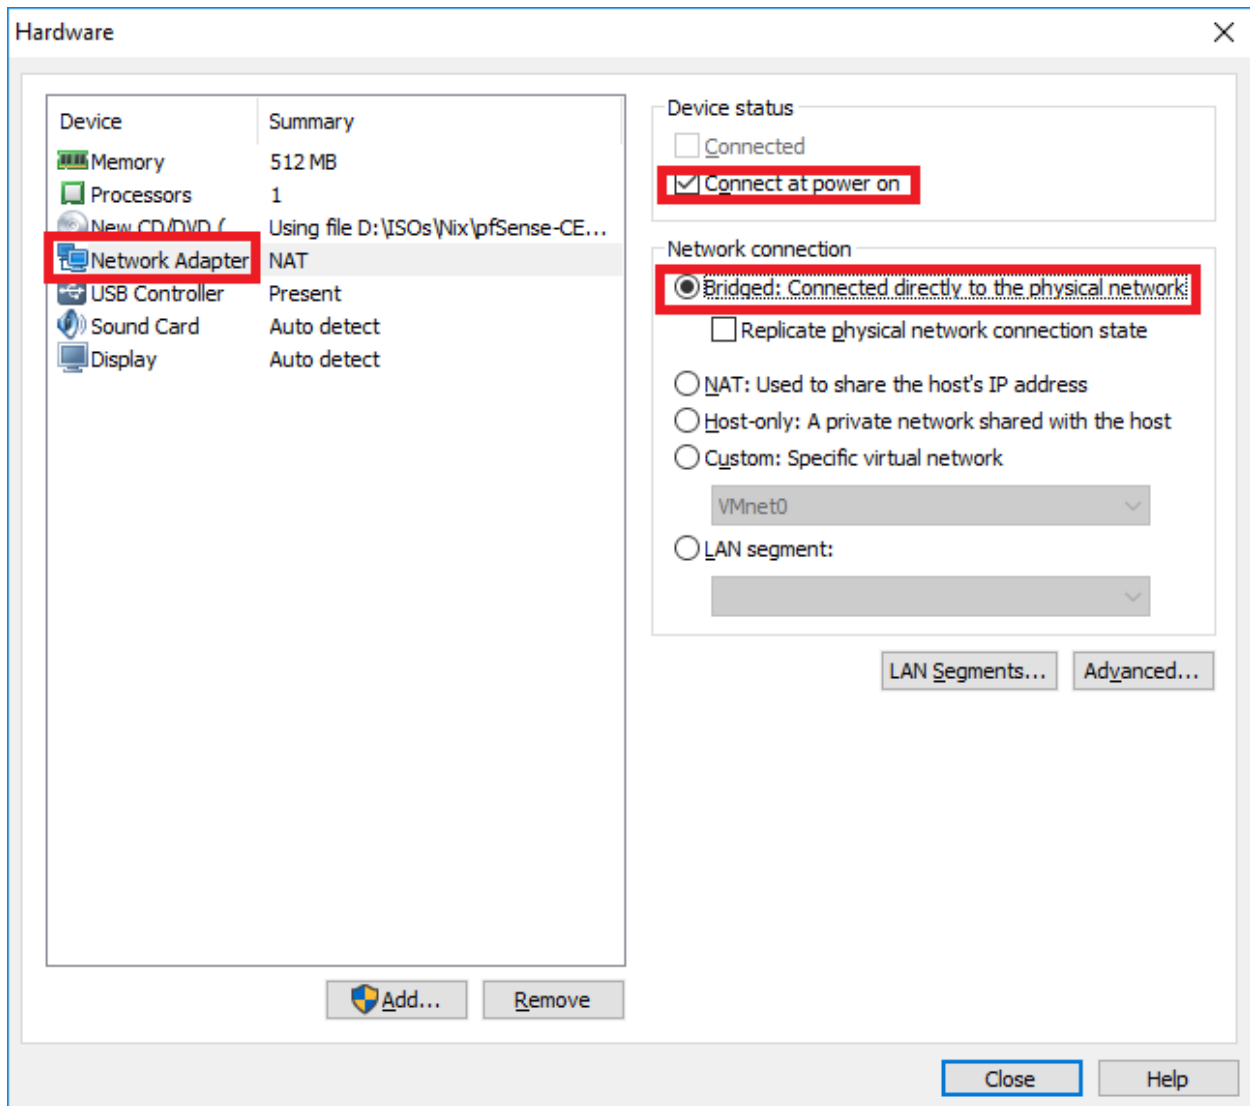 Hardware
Device Summary
Memory 512 MB
Processors 1
New CD/DVD ( Using file D:\ISOs\Nix\pfSense-CE...
Network Adapter NAT
USB Controller Present
Sound Card Auto detect
Display Auto detect
Add... Remove
Device status
Connected
Connect at power on
Network connection
Bridged: Connected directly to the physical network
Replicate physical network connection state
NAT: Used to share the host's IP address
Host-only: A private network shared with the host
Custom: Specific virtual network
VMnet0
LAN segment:
LAN Segments... Advanced...
Close Help